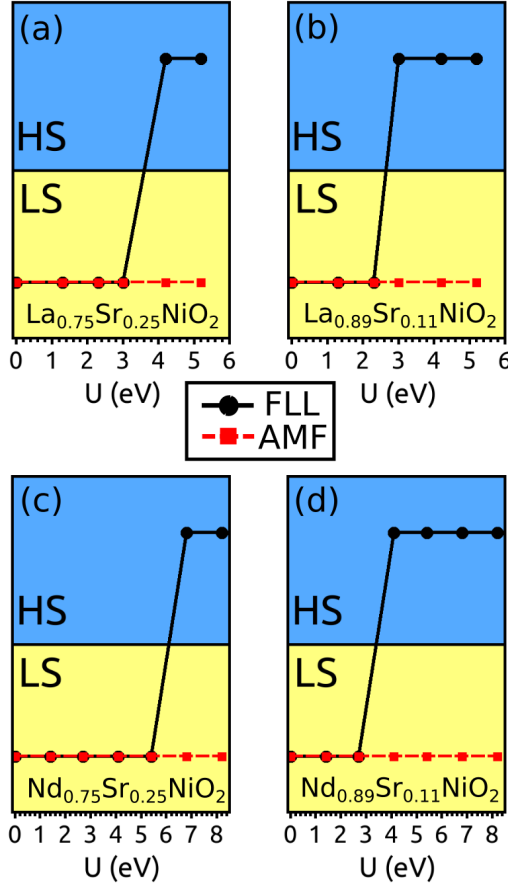 (a)
HS
LS
La₀.₇₅Sr₀.₂₅NiO₂
0 1 2 3 4 5 6
U (eV)
(b)
HS
LS
La₀.₈₉Sr₀.₁₁NiO₂
0 1 2 3 4 5 6
U (eV)
FLL
AMF
(c)
HS
LS
Nd₀.₇₅Sr₀.₂₅NiO₂
0 1 2 3 4 5 6 7 8
U (eV)
(d)
HS
LS
Nd₀.₈₉Sr₀.₁₁NiO₂
0 1 2 3 4 5 6 7 8
U (eV)